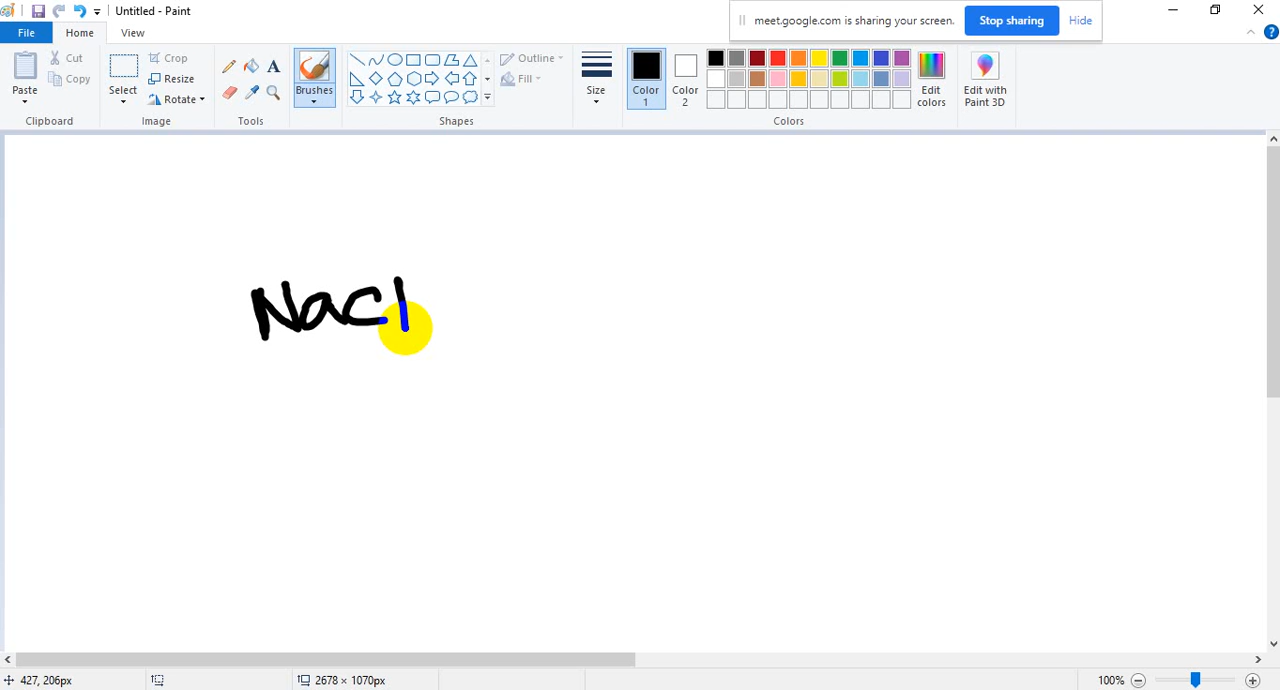 Untitled - Paint
meet.google.com is sharing your screen. Stop sharing Hide
File Home View
Paste Cut Copy Clipboard
Select Crop Resize Rotate Image
Tools
Brushes
Shapes Outline Fill
Size
Color 1 Color 2 Edit colors Colors
Edit with Paint 3D
NaCl
427, 206px 2678 × 1070px 100%